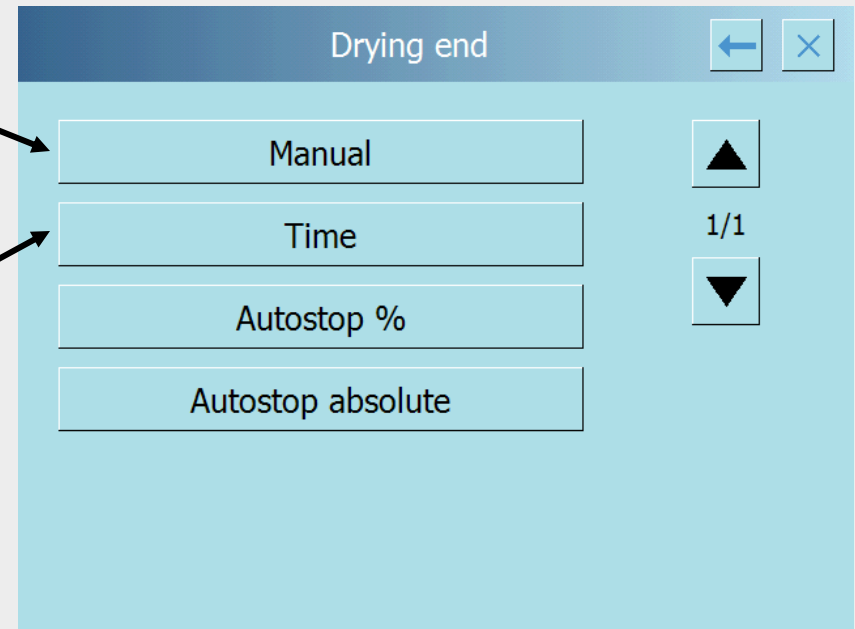 Drying end
Manual
Time
1/1
Autostop %
Autostop absolute